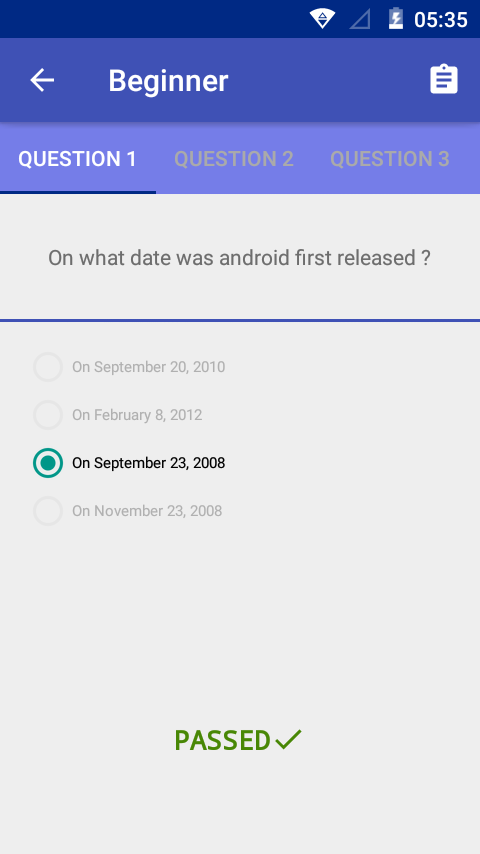 05:35
Beginner
QUESTION 1 QUESTION 2 QUESTION 3
On what date was android first released ?
On September 20, 2010
On February 8, 2012
On September 23, 2008
On November 23, 2008
PASSED